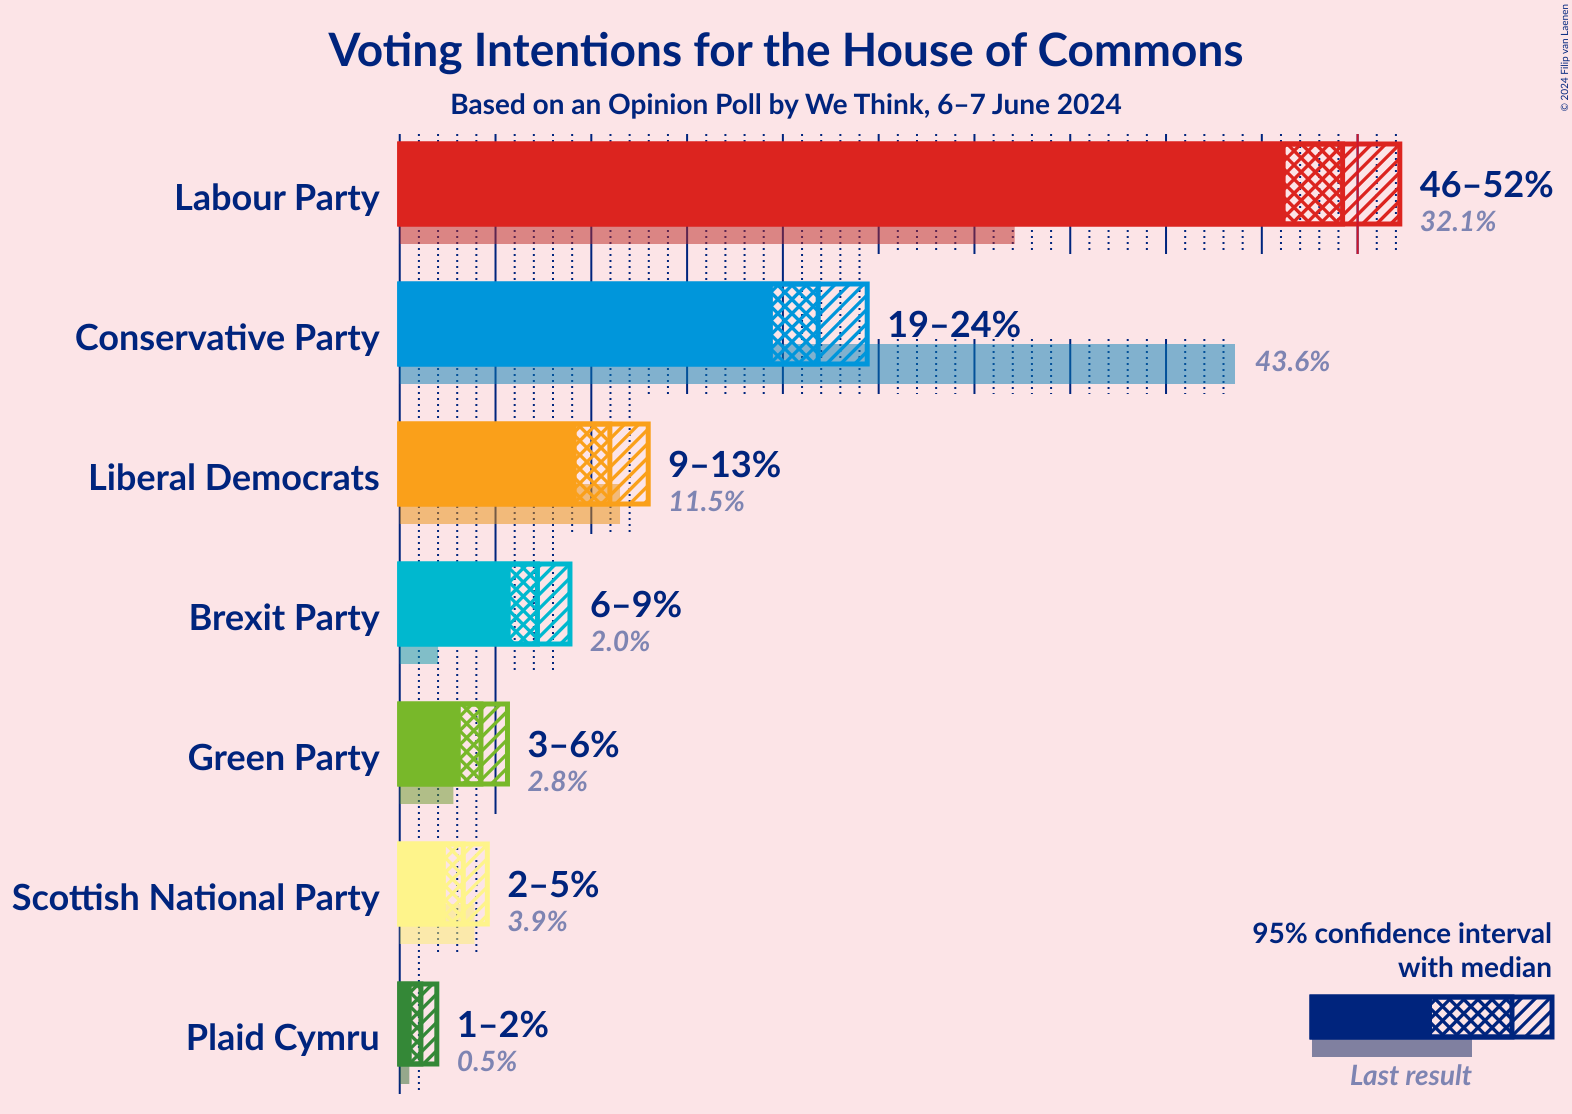 Voting Intentions for the House of Commons
Based on an Opinion Poll by We Think, 6–7 June 2024
© 2024 Filip van Laenen
Labour Party
46–52%
32.1%
Conservative Party
19–24%
43.6%
Liberal Democrats
9–13%
11.5%
Brexit Party
6–9%
2.0%
Green Party
3–6%
2.8%
Scottish National Party
2–5%
3.9%
Plaid Cymru
1–2%
0.5%
95% confidence interval
with median
Last result